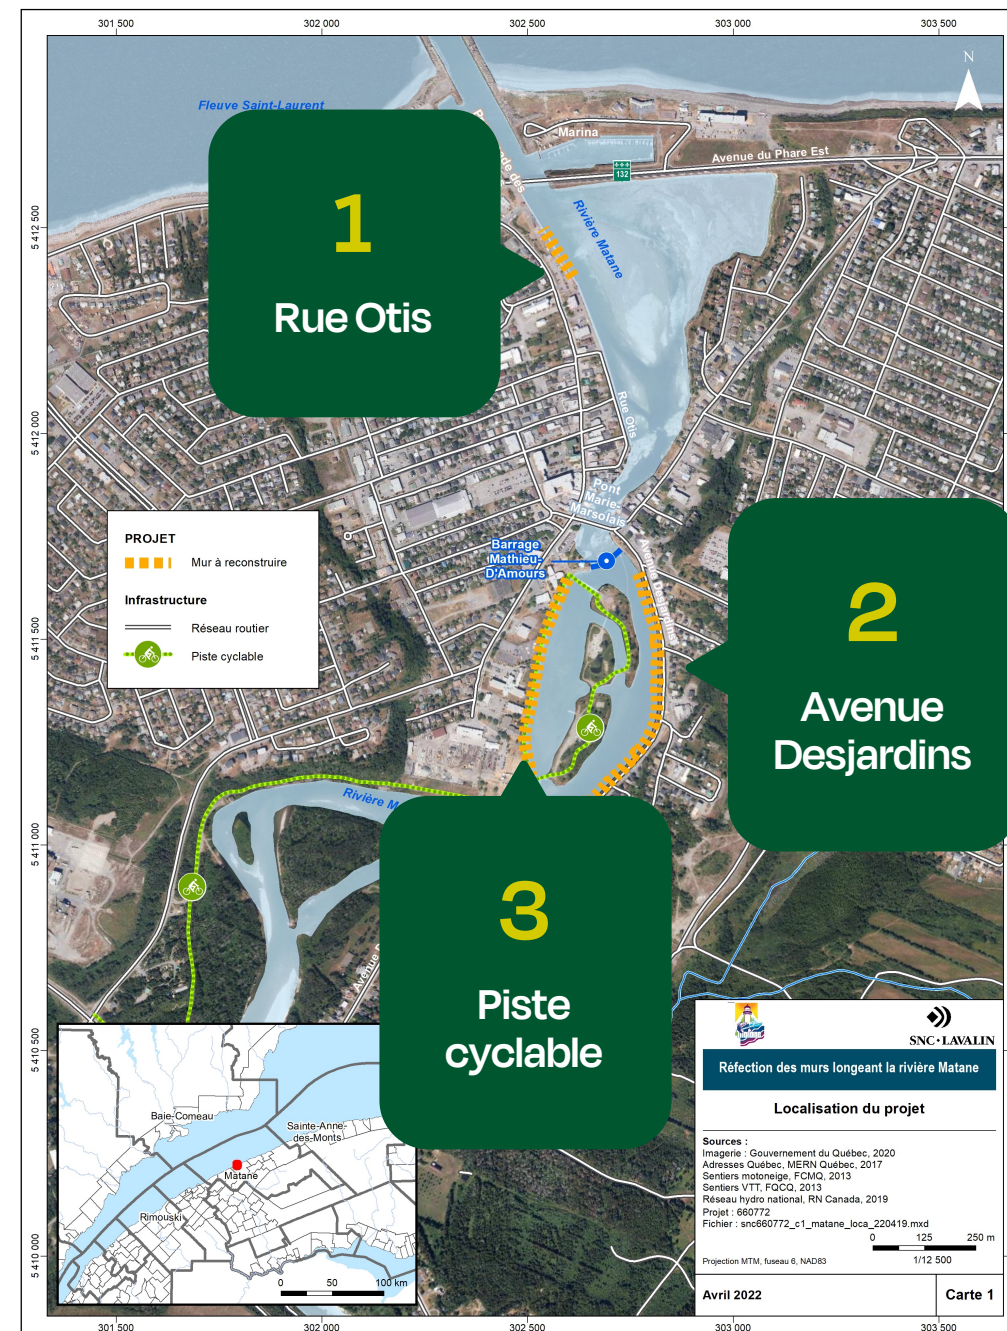 301 500
302 000
302 500
303 000
303 500
N
Fleuve Saint-Laurent
Marina
Avenue du Phare Est
132
5 412 500
Rivière Matane
1
Rue Otis
Rue Otis
5 412 000
Pont
Marie-
Marsolais
Barrage
Mathieu-
D'Amours
Avenue Desjardins
PROJET
Mur à reconstruire
Infrastructure
Réseau routier
Piste cyclable
5 411 500
2
Avenue
Desjardins
Rivière M
5 411 000
3
Piste
cyclable
5 410 500
5 410 000
Baie-Comeau
Sainte-Anne-
des-Monts
Matane
Rimouski
0 50 100 km
SNC•LAVALIN
Réfection des murs longeant la rivière Matane
Localisation du projet
Sources :
Imagerie : Gouvernement du Québec, 2020
Adresses Québec, MERN Québec, 2017
Sentiers motoneige, FCMQ, 2013
Sentiers VTT, FQCQ, 2013
Réseau hydro national, RN Canada, 2019
Projet : 660772
Fichier : snc660772_c1_matane_loca_220419.mxd
0 125 250 m
1/12 500
Projection MTM, fuseau 6, NAD83
Avril 2022
Carte 1
301 500
302 000
302 500
303 000
303 500